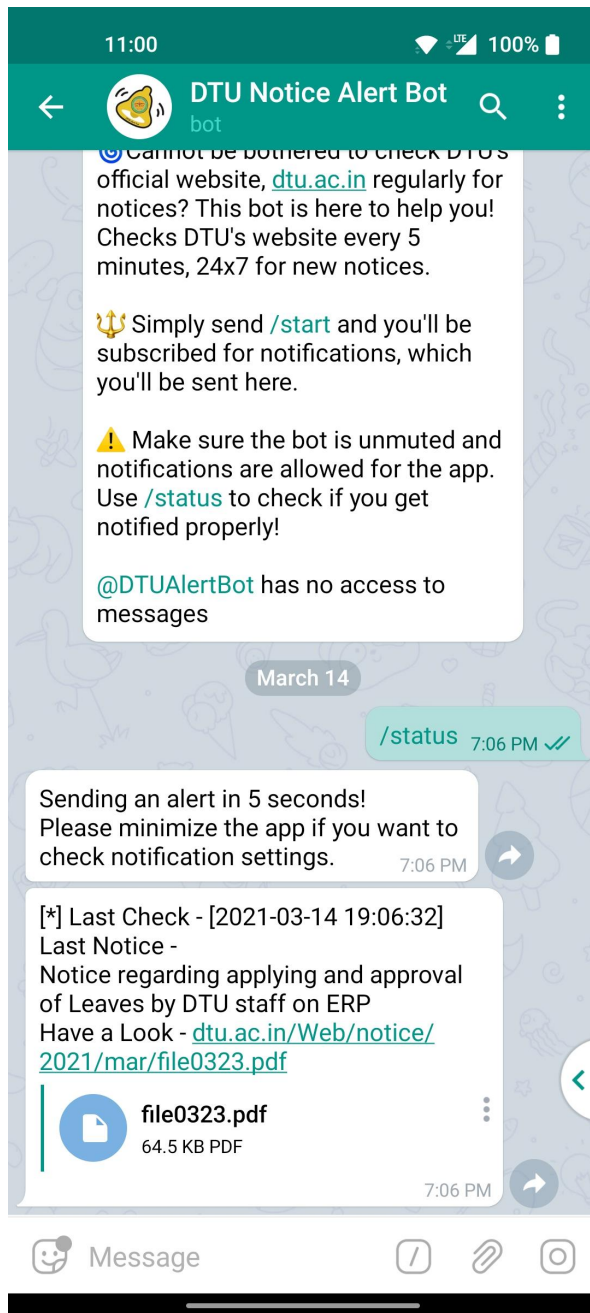 11:00
LTE 100%
DTU Notice Alert Bot
bot
🌀Cannot be bothered to check DTU's
official website, dtu.ac.in regularly for
notices? This bot is here to help you!
Checks DTU's website every 5
minutes, 24x7 for new notices.
🔱 Simply send /start and you'll be
subscribed for notifications, which
you'll be sent here.
⚠️ Make sure the bot is unmuted and
notifications are allowed for the app.
Use /status to check if you get
notified properly!
@DTUAlertBot has no access to
messages
March 14
/status 7:06 PM
Sending an alert in 5 seconds!
Please minimize the app if you want to
check notification settings. 7:06 PM
[*] Last Check - [2021-03-14 19:06:32]
Last Notice -
Notice regarding applying and approval
of Leaves by DTU staff on ERP
Have a Look - dtu.ac.in/Web/notice/
2021/mar/file0323.pdf
file0323.pdf
64.5 KB PDF
7:06 PM
Message